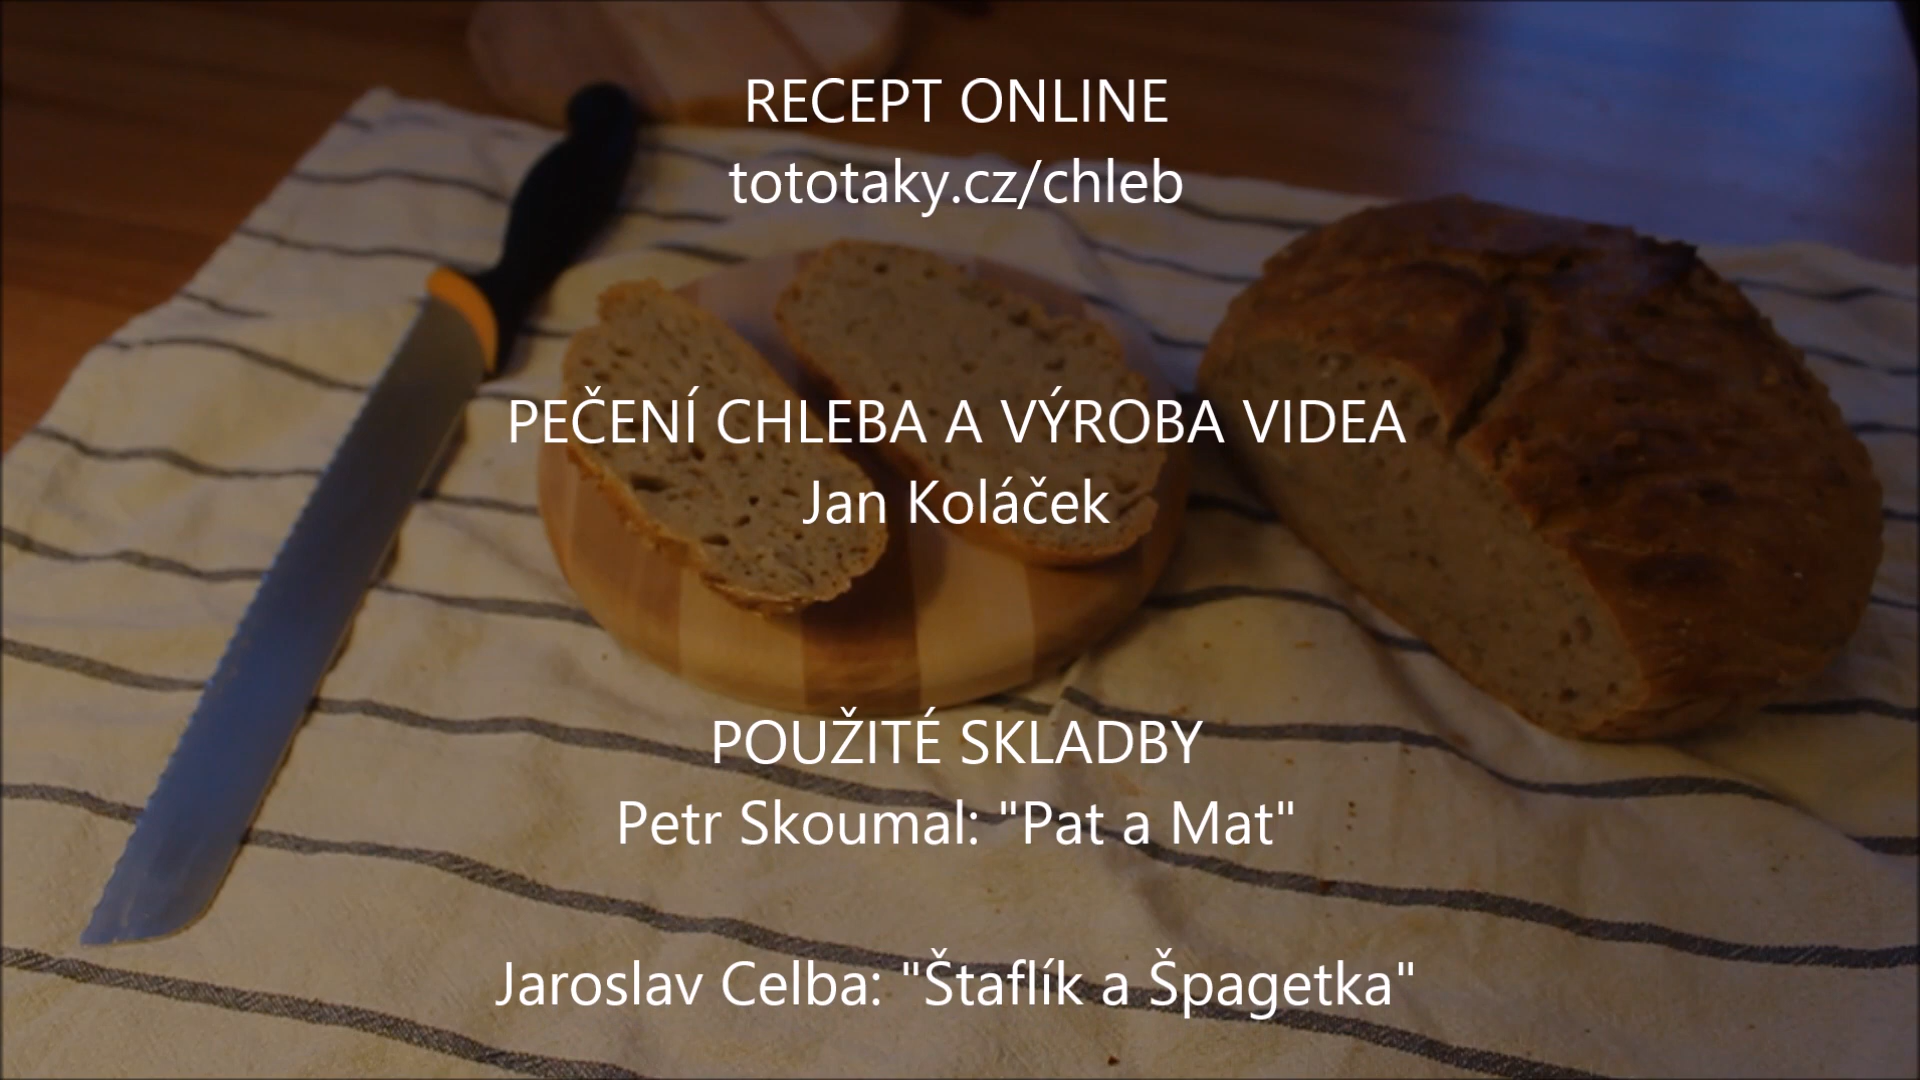 RECEPT ONLINE
tototaky.cz/chleb
PEČENÍ CHLEBA A VÝROBA VIDEA
Jan Koláček
POUŽITÉ SKLADBY
Petr Skoumal: "Pat a Mat"
Jaroslav Celba: "Štaflík a Špagetka"